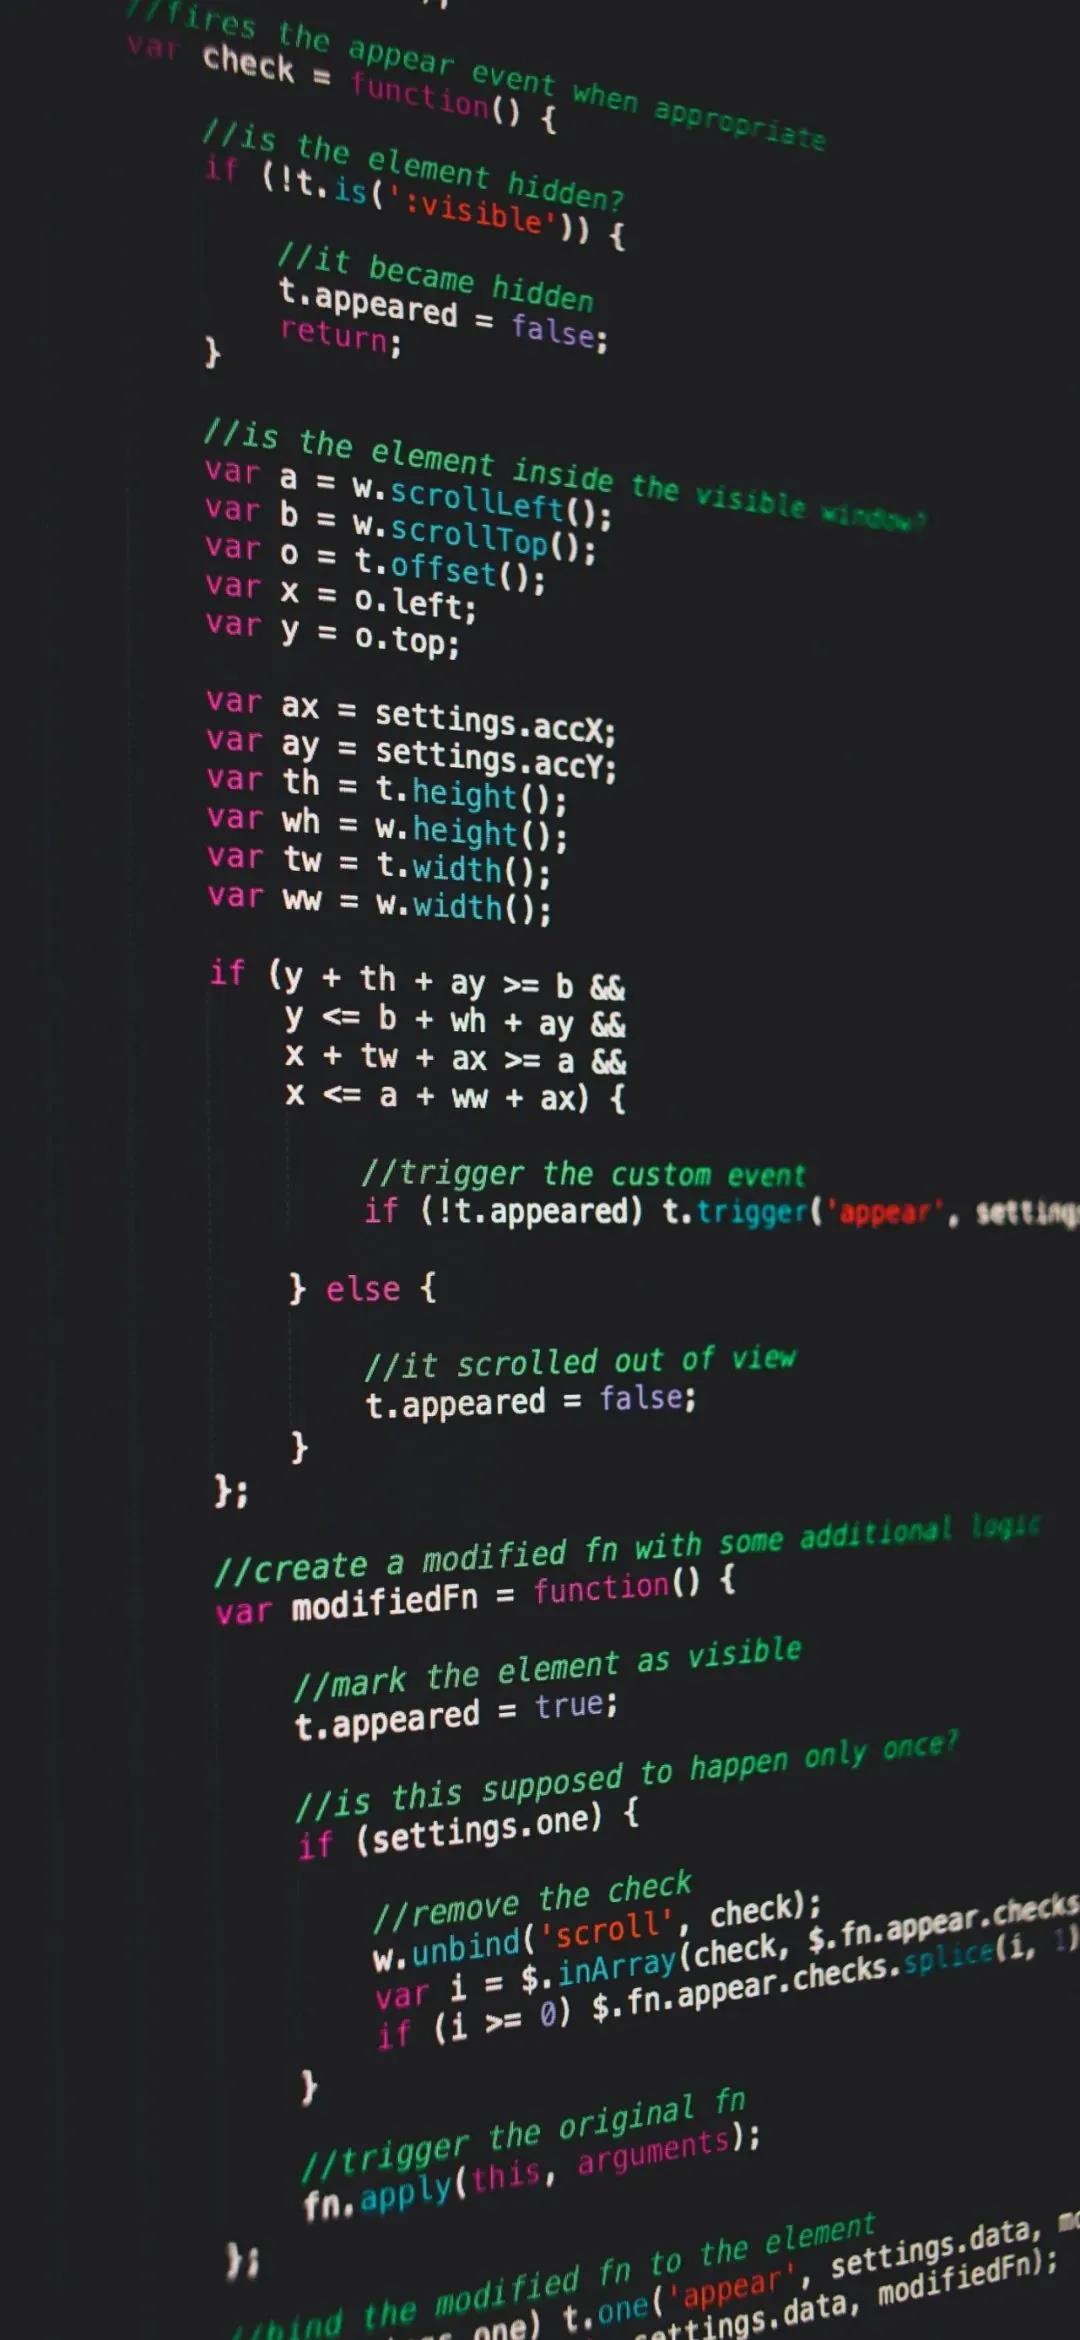 //fires the appear event when appropriate
var check = function() {
//is the element hidden?
if (!t.is(':visible')) {
//it became hidden
t.appeared = false;
return;
}
//is the element inside the visible window?
var a = w.scrollLeft();
var b = w.scrollTop();
var o = t.offset();
var x = o.left;
var y = o.top;
var ax = settings.accX;
var ay = settings.accY;
var th = t.height();
var wh = w.height();
var tw = t.width();
var ww = w.width();
if (y + th + ay >= b &&
y <= b + wh + ay &&
x + tw + ax >= a &&
x <= a + ww + ax) {
//trigger the custom event
if (!t.appeared) t.trigger('appear', settings
} else {
//it scrolled out of view
t.appeared = false;
}
};
//create a modified fn with some additional logic
var modifiedFn = function() {
//mark the element as visible
t.appeared = true;
//is this supposed to happen only once?
if (settings.one) {
//remove the check
w.unbind('scroll', check);
var i = $.inArray(check, $.fn.appear.checks
if (i >= 0) $.fn.appear.checks.splice(i, 1)
}
//trigger the original fn
fn.apply(this, arguments);
};
//bind the modified fn to the element
one) t.one('appear', settings.data, mo
settings.data, modifiedFn);